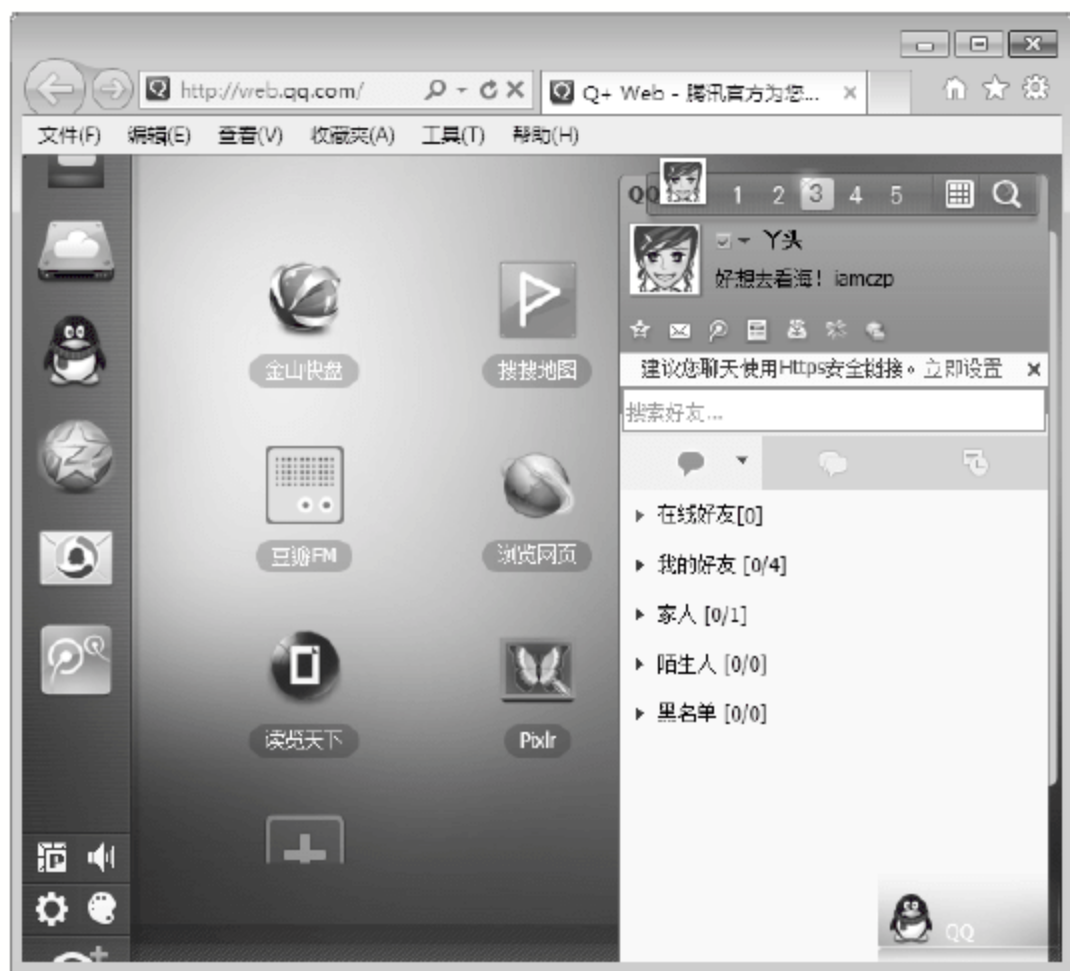 http://web.qq.com/
Q+ Web - 腾讯官方为您...
文件(F) 编辑(E) 查看(V) 收藏夹(A) 工具(T) 帮助(H)
QQ 1 2 3 4 5
丫头
好想去看海！iamczp
建议您聊天使用Https安全链接。立即设置
搜索好友...
金山快盘
搜搜地图
豆瓣FM
浏览网页
读览天下
Pixlr
在线好友[0]
我的好友 [0/4]
家人 [0/1]
陌生人 [0/0]
黑名单 [0/0]
QQ